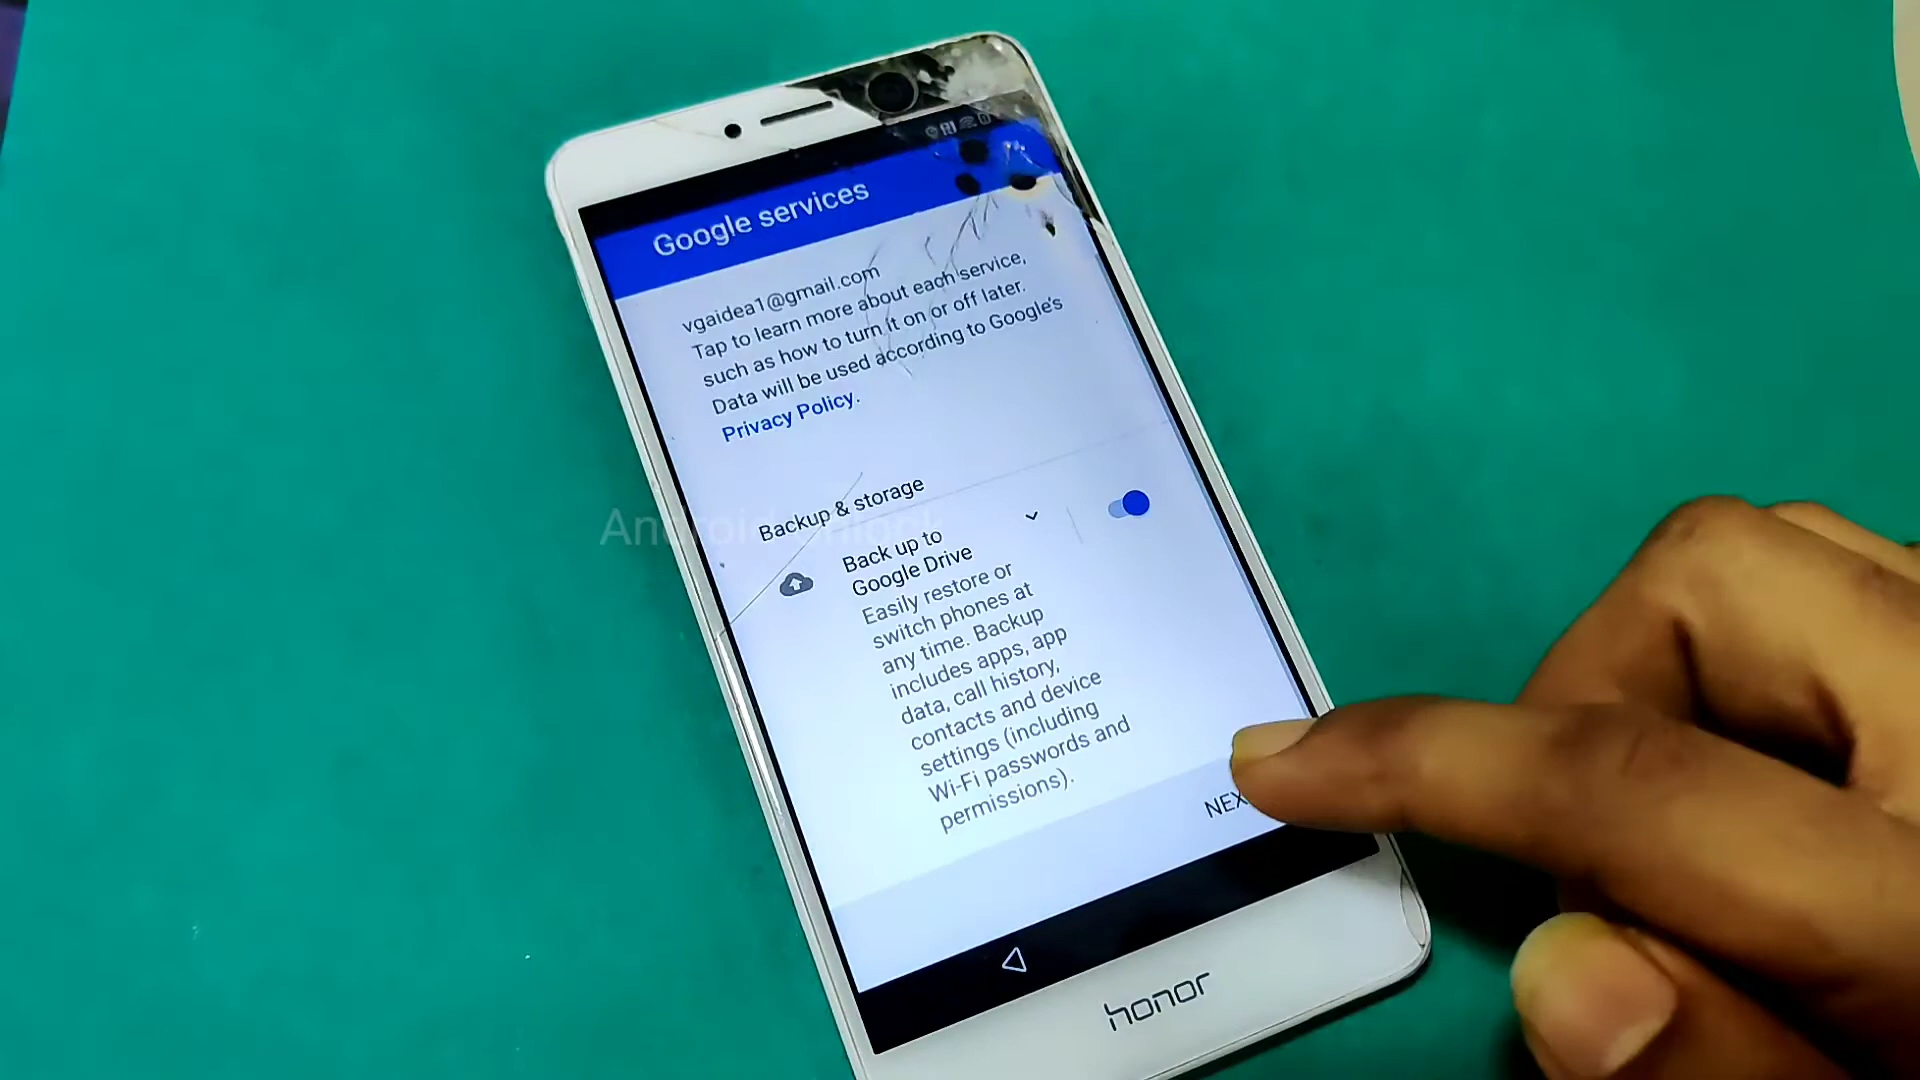 Google services
vgaidea1@gmail.com
Tap to learn more about each service,
such as how to turn it on or off later.
Data will be used according to Google's
Privacy Policy.
Backup & storage
Back up to
Google Drive
Easily restore or
switch phones at
any time. Backup
includes apps, app
data, call history,
contacts and device
settings (including
Wi-Fi passwords and
permissions).
NEX
honor